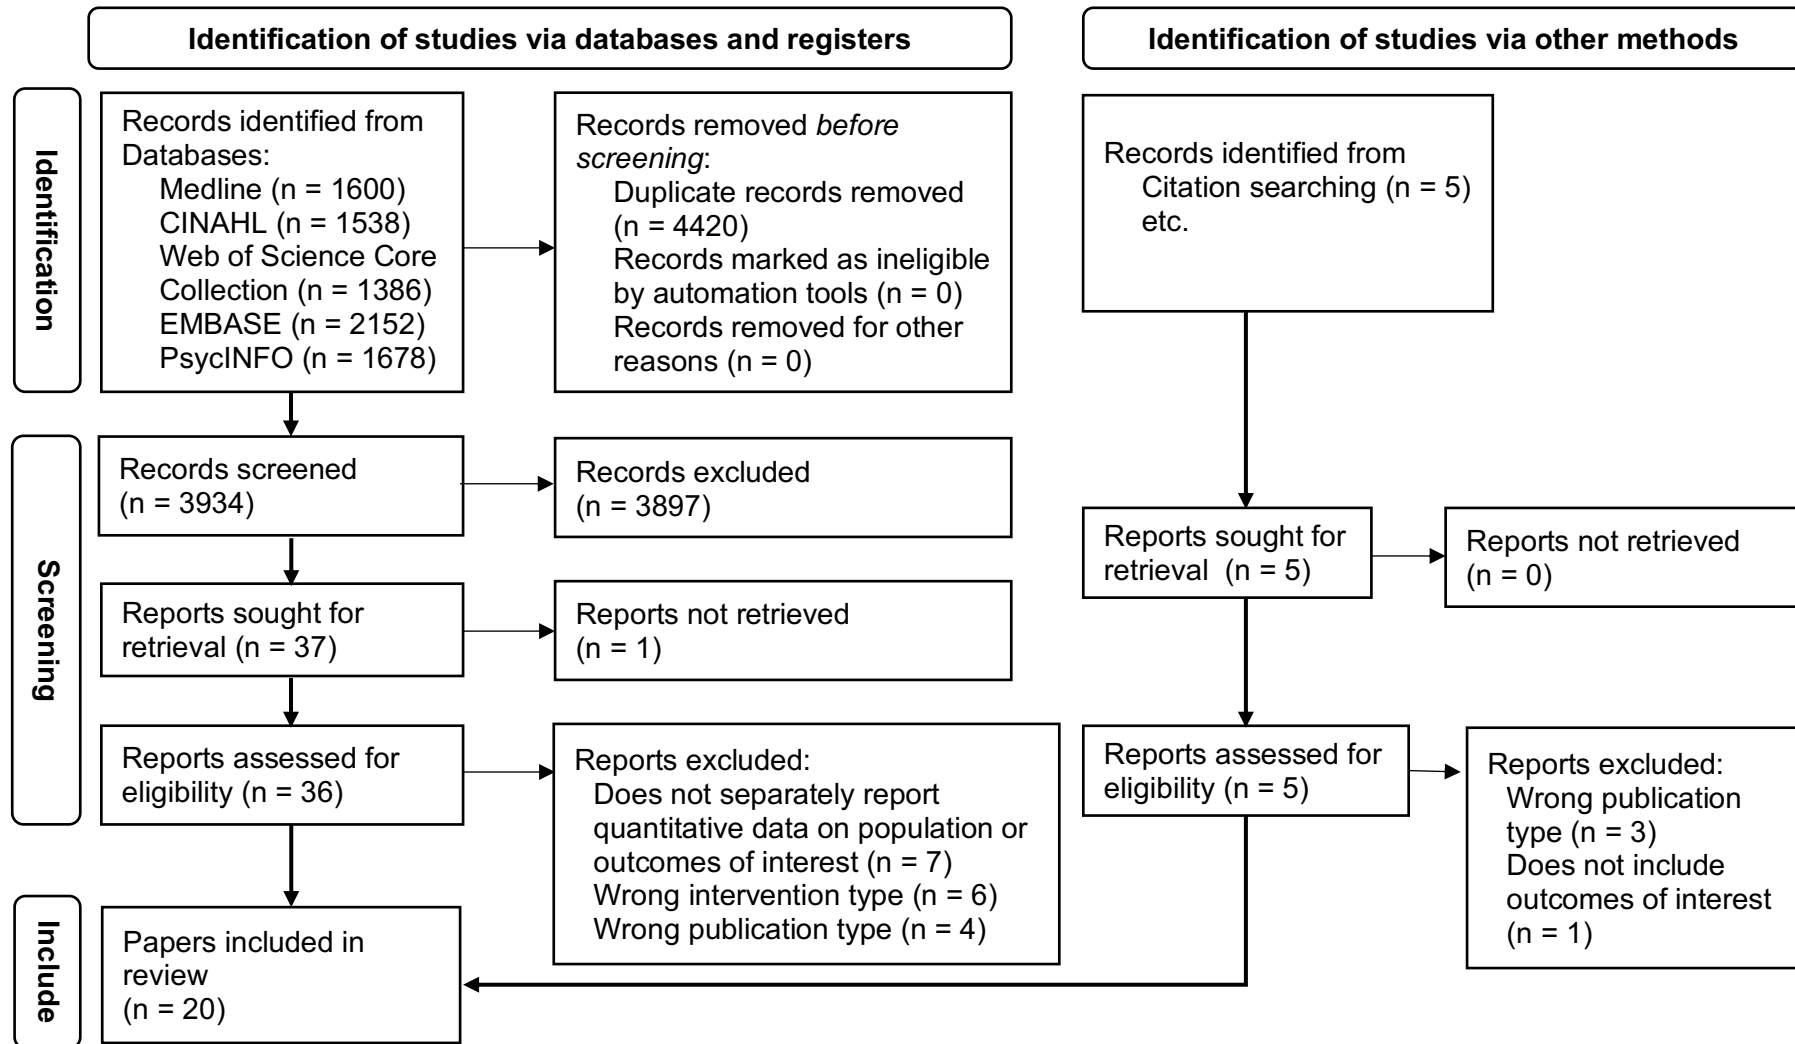 Identification of studies via databases and registers
Identification of studies via other methods
Identification
Records identified from
Databases:
Medline (n = 1600)
CINAHL (n = 1538)
Web of Science Core
Collection (n = 1386)
EMBASE (n = 2152)
PsycINFO (n = 1678)
Records removed before
screening:
Duplicate records removed
(n = 4420)
Records marked as ineligible
by automation tools (n = 0)
Records removed for other
reasons (n = 0)
Records identified from
Citation searching (n = 5)
etc.
Screening
Records screened
(n = 3934)
Records excluded
(n = 3897)
Reports sought for
retrieval (n = 37)
Reports not retrieved
(n = 1)
Reports sought for
retrieval  (n = 5)
Reports not retrieved
(n = 0)
Reports assessed for
eligibility (n = 36)
Reports excluded:
Does not separately report
quantitative data on population or
outcomes of interest (n = 7)
Wrong intervention type (n = 6)
Wrong publication type (n = 4)
Reports assessed for
eligibility (n = 5)
Reports excluded:
Wrong publication
type (n = 3)
Does not include
outcomes of interest
(n = 1)
Include
Papers included in
review
(n = 20)